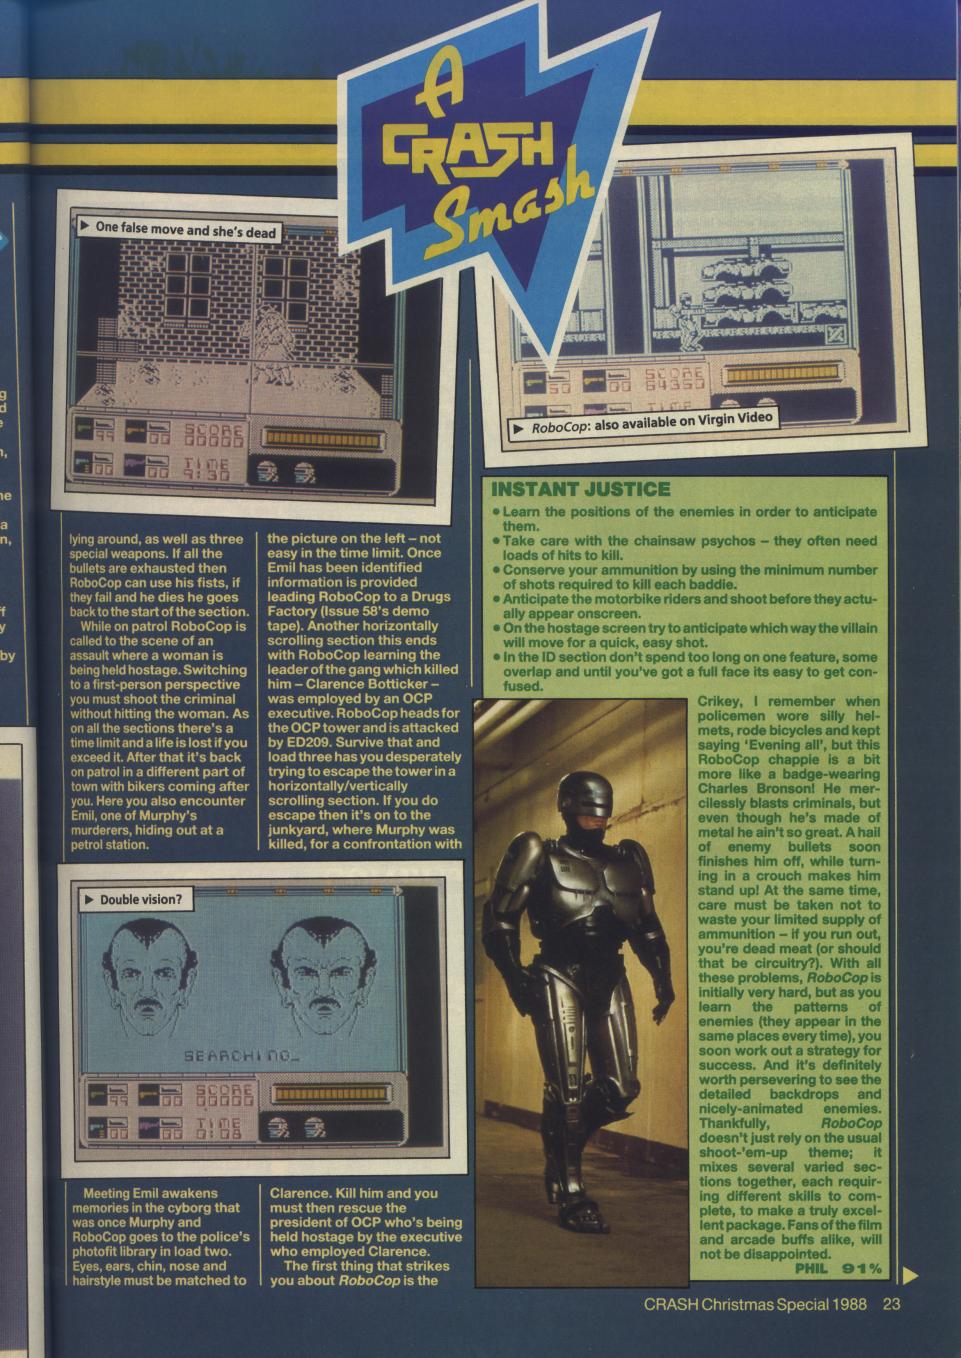 A
CRASH
Smash
▶ One false move and she's dead
99
00
SCORE
00000
00
00
TIME
9:30
50
00
SCORE
64350
TIME
▶ RoboCop: also available on Virgin Video
lying around, as well as three
special weapons. If all the
bullets are exhausted then
RoboCop can use his fists, if
they fail and he dies he goes
back to the start of the section.
While on patrol RoboCop is
called to the scene of an
assault where a woman is
being held hostage. Switching
to a first-person perspective
you must shoot the criminal
without hitting the woman. As
on all the sections there's a
time limit and a life is lost if you
exceed it. After that it's back
on patrol in a different part of
town with bikers coming after
you. Here you also encounter
Emil, one of Murphy's
murderers, hiding out at a
petrol station.
▶ Double vision?
SEARCHING_
99
00
SCORE
00000
00
00
TIME
0:08
Meeting Emil awakens
memories in the cyborg that
was once Murphy and
RoboCop goes to the police's
photofit library in load two.
Eyes, ears, chin, nose and
hairstyle must be matched to
the picture on the left – not
easy in the time limit. Once
Emil has been identified
information is provided
leading RoboCop to a Drugs
Factory (Issue 58's demo
tape). Another horizontally
scrolling section this ends
with RoboCop learning the
leader of the gang which killed
him – Clarence Botticker –
was employed by an OCP
executive. RoboCop heads for
the OCP tower and is attacked
by ED209. Survive that and
load three has you desperately
trying to escape the tower in a
horizontally/vertically
scrolling section. If you do
escape then it's on to the
junkyard, where Murphy was
killed, for a confrontation with
Clarence. Kill him and you
must then rescue the
president of OCP who's being
held hostage by the executive
who employed Clarence.
The first thing that strikes
you about RoboCop is the
INSTANT JUSTICE
● Learn the positions of the enemies in order to anticipate
them.
● Take care with the chainsaw psychos – they often need
loads of hits to kill.
● Conserve your ammunition by using the minimum number
of shots required to kill each baddie.
● Anticipate the motorbike riders and shoot before they actu-
ally appear onscreen.
● On the hostage screen try to anticipate which way the villain
will move for a quick, easy shot.
● In the ID section don't spend too long on one feature, some
overlap and until you've got a full face its easy to get con-
fused.
Crikey, I remember when
policemen wore silly hel-
mets, rode bicycles and kept
saying 'Evening all', but this
RoboCop chappie is a bit
more like a badge-wearing
Charles Bronson! He mer-
cilessly blasts criminals, but
even though he's made of
metal he ain't so great. A hail
of enemy bullets soon
finishes him off, while turn-
ing in a crouch makes him
stand up! At the same time,
care must be taken not to
waste your limited supply of
ammunition – if you run out,
you're dead meat (or should
that be circuitry?). With all
these problems, RoboCop is
initially very hard, but as you
learn the patterns of
enemies (they appear in the
same places every time), you
soon work out a strategy for
success. And it's definitely
worth persevering to see the
detailed backdrops and
nicely-animated enemies.
Thankfully, RoboCop
doesn't just rely on the usual
shoot-'em-up theme; it
mixes several varied sec-
tions together, each requir-
ing different skills to com-
plete, to make a truly excel-
lent package. Fans of the film
and arcade buffs alike, will
not be disappointed.
PHIL 91%
CRASH Christmas Special 1988 23